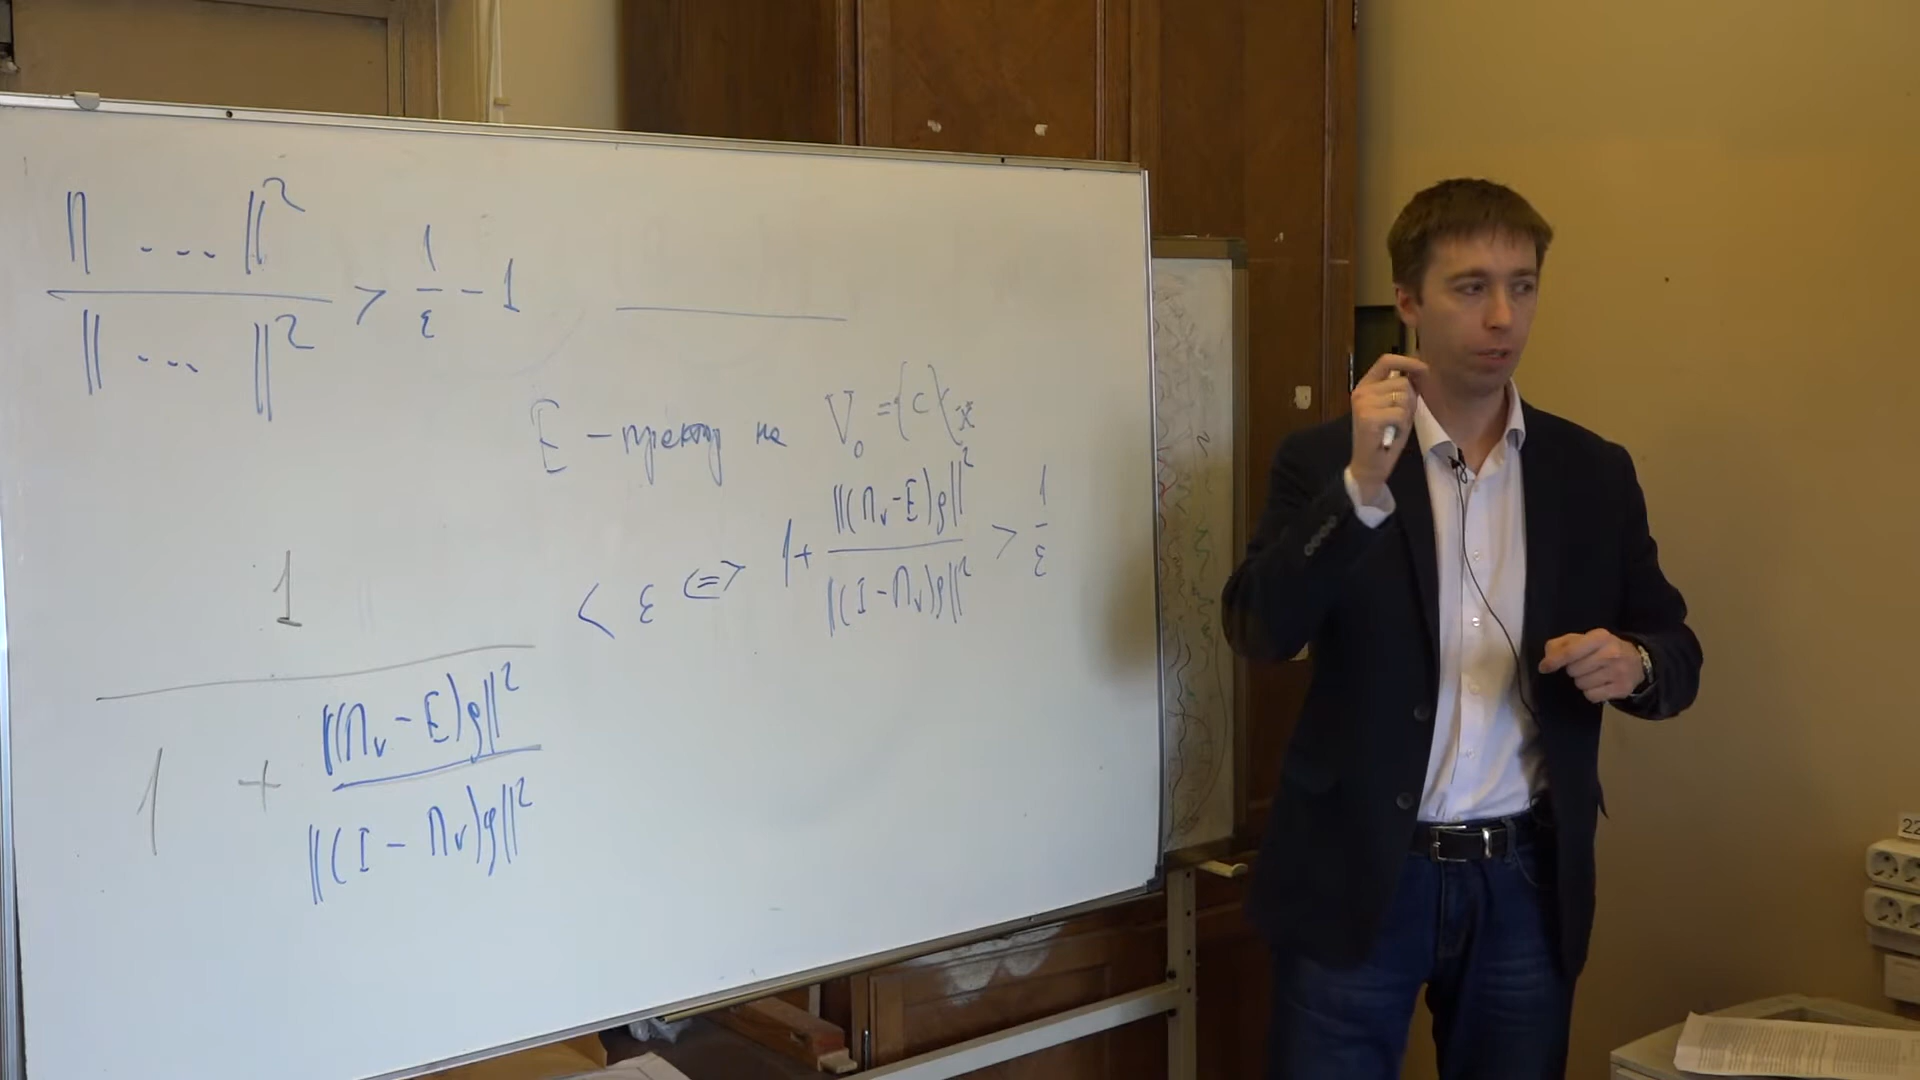 ‖ ... ‖² / ‖ ... ‖² > 1/ε - 1
E - проектор на V₀ = {c
1 / (1 + ‖(Πᵥ - E)g‖² / ‖(I - Πᵥ)g‖²) < ε <=> 1 + ‖(Πᵥ - E)g‖² / ‖(I - Πᵥ)g‖² > 1/ε
22